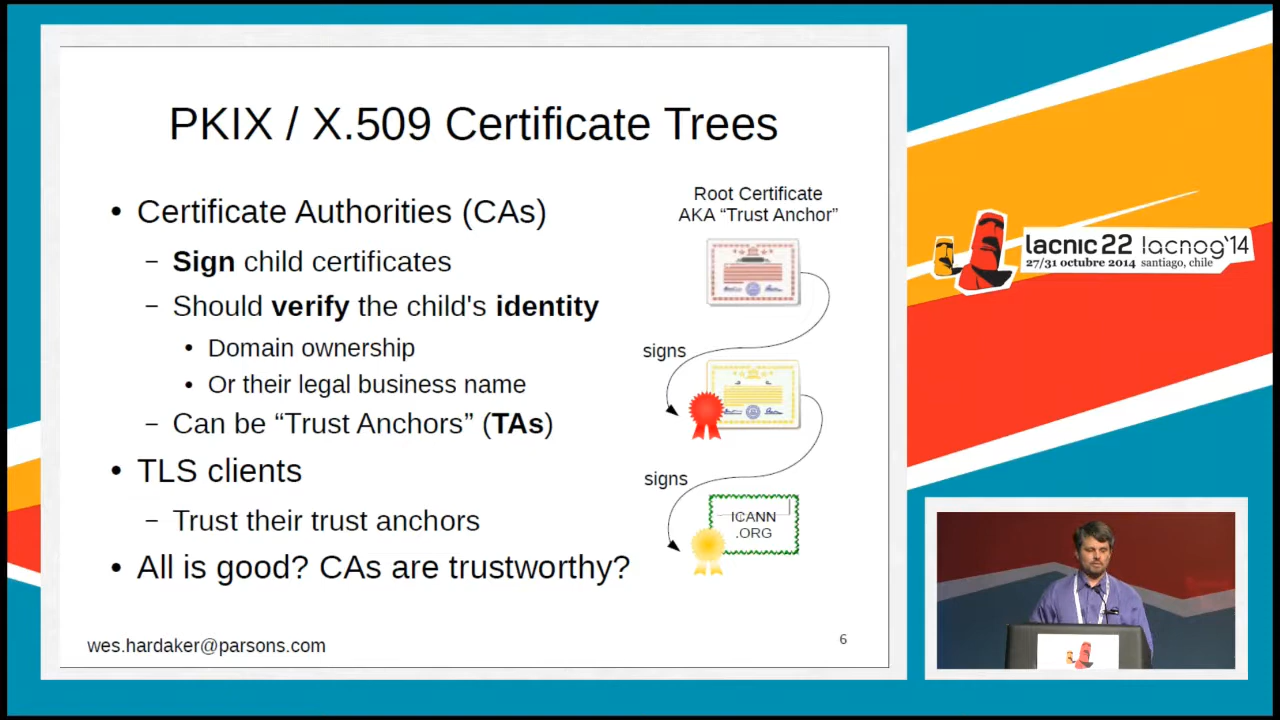 PKIX / X.509 Certificate Trees
• Certificate Authorities (CAs)
– Sign child certificates
– Should verify the child's identity
• Domain ownership
• Or their legal business name
– Can be “Trust Anchors” (TAs)
• TLS clients
– Trust their trust anchors
• All is good? CAs are trustworthy?
Root Certificate
AKA “Trust Anchor”
signs
signs
ICANN
.ORG
wes.hardaker@parsons.com
6
lacnic 22 lacnog'14
27/31 octubre 2014 santiago, chile